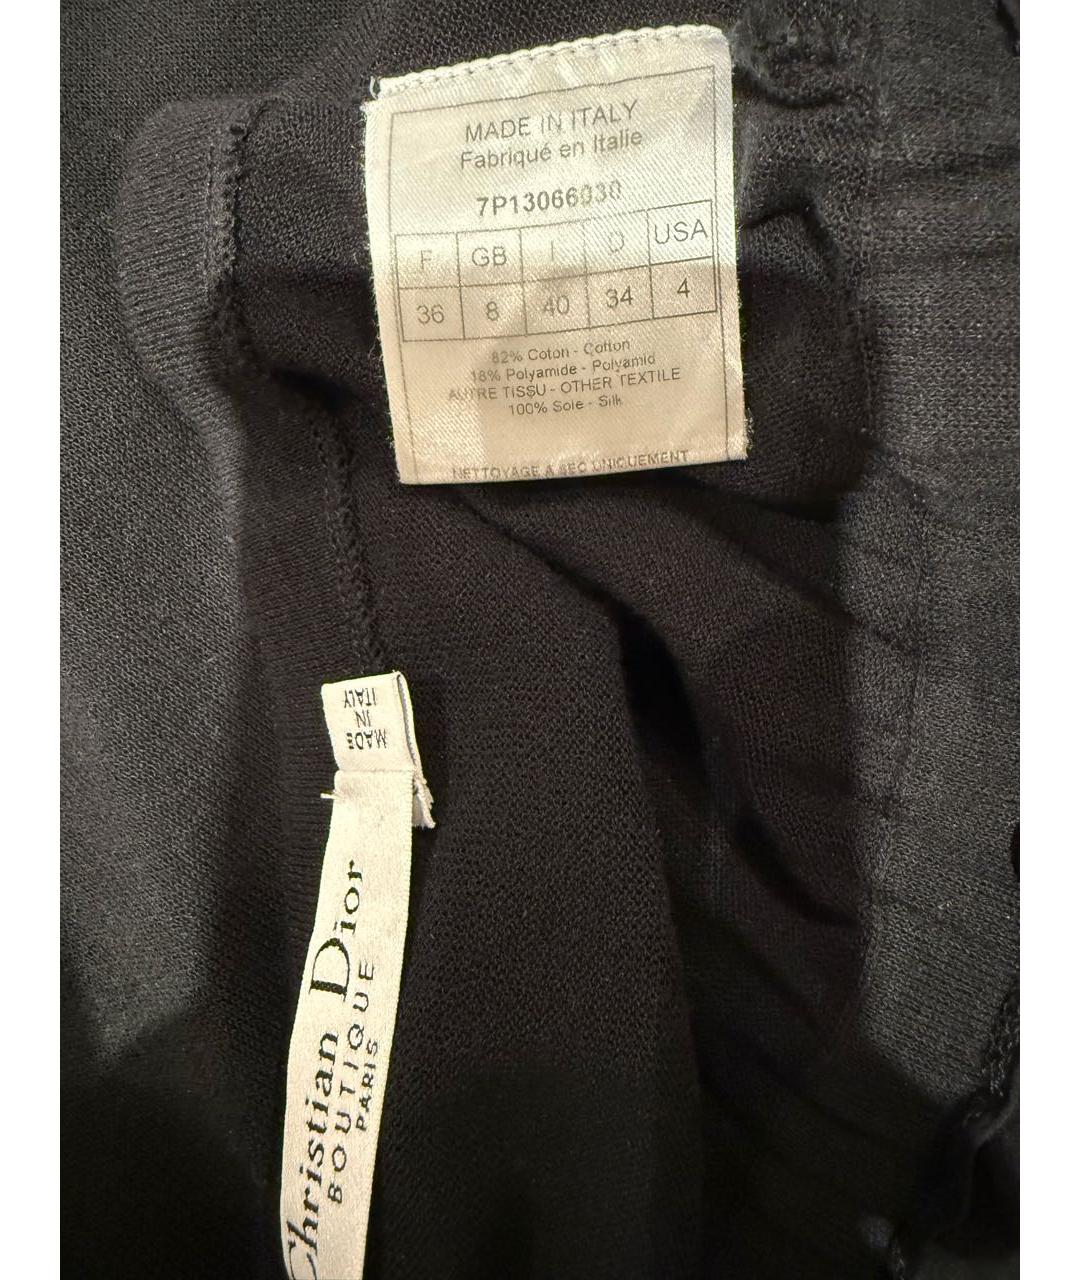 MADE IN ITALY
Fabriqué en Italie
7P13066030
F GB I D USA
36 8 40 34 4
82% Coton - Cotton
18% Polyamide - Polyamid
AUTRE TISSU - OTHER TEXTILE
100% Soie - Silk
NETTOYAGE A SEC UNIQUEMENT
MADE
IN
ITALY
Christian Dior
BOUTIQUE
PARIS